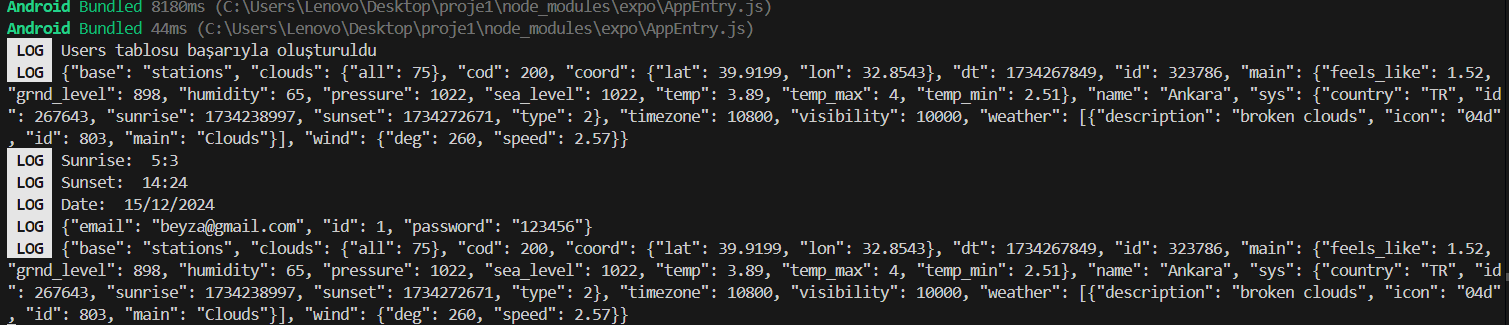 Android Bundled 8180ms (C:\Users\Lenovo\Desktop\proje1\node_modules\expo\AppEntry.js)
Android Bundled 44ms (C:\Users\Lenovo\Desktop\proje1\node_modules\expo\AppEntry.js)
LOG Users tablosu başarıyla oluşturuldu
LOG {"base": "stations", "clouds": {"all": 75}, "cod": 200, "coord": {"lat": 39.9199, "lon": 32.8543}, "dt": 1734267849, "id": 323786, "main": {"feels_like": 1.52,
"grnd_level": 898, "humidity": 65, "pressure": 1022, "sea_level": 1022, "temp": 3.89, "temp_max": 4, "temp_min": 2.51}, "name": "Ankara", "sys": {"country": "TR", "id
": 267643, "sunrise": 1734238997, "sunset": 1734272671, "type": 2}, "timezone": 10800, "visibility": 10000, "weather": [{"description": "broken clouds", "icon": "04d"
, "id": 803, "main": "Clouds"}], "wind": {"deg": 260, "speed": 2.57}}
LOG Sunrise:  5:3
LOG Sunset:  14:24
LOG Date:  15/12/2024
LOG {"email": "beyza@gmail.com", "id": 1, "password": "123456"}
LOG {"base": "stations", "clouds": {"all": 75}, "cod": 200, "coord": {"lat": 39.9199, "lon": 32.8543}, "dt": 1734267849, "id": 323786, "main": {"feels_like": 1.52,
"grnd_level": 898, "humidity": 65, "pressure": 1022, "sea_level": 1022, "temp": 3.89, "temp_max": 4, "temp_min": 2.51}, "name": "Ankara", "sys": {"country": "TR", "id
": 267643, "sunrise": 1734238997, "sunset": 1734272671, "type": 2}, "timezone": 10800, "visibility": 10000, "weather": [{"description": "broken clouds", "icon": "04d"
, "id": 803, "main": "Clouds"}], "wind": {"deg": 260, "speed": 2.57}}